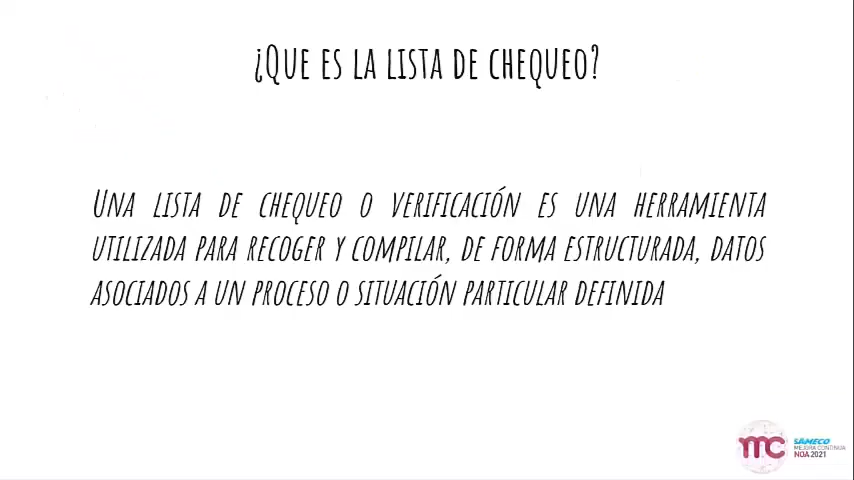 ¿QUE ES LA LISTA DE CHEQUEO?
UNA LISTA DE CHEQUEO O VERIFICACIÓN ES UNA HERRAMIENTA
UTILIZADA PARA RECOGER Y COMPILAR, DE FORMA ESTRUCTURADA, DATOS
ASOCIADOS A UN PROCESO O SITUACIÓN PARTICULAR DEFINIDA
mc
SAMECO
MEJORA CONTINUA
NOA 2021